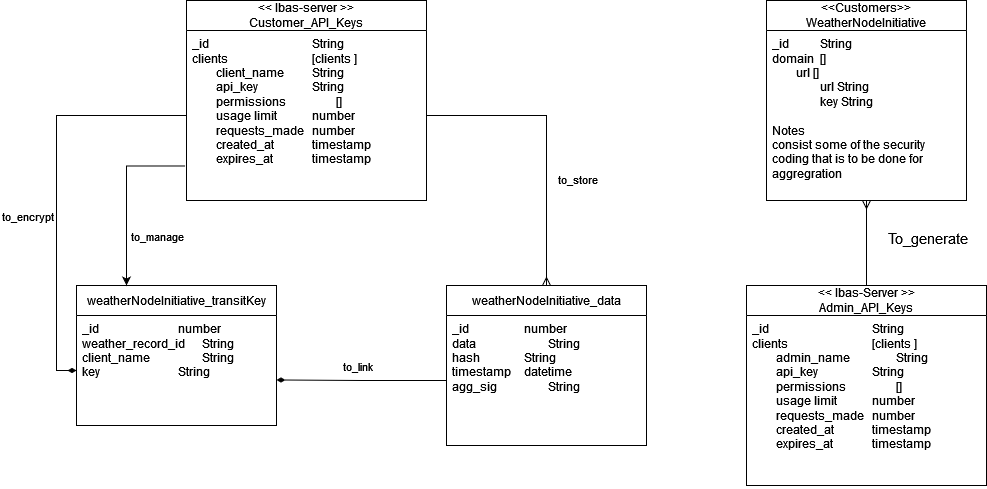 << Ibas-server >>
Customer_API_Keys
_id String
clients [clients ]
client_name String
api_key String
permissions []
usage limit number
requests_made number
created_at timestamp
expires_at timestamp
<<Customers>>
WeatherNodeInitiative
_id String
domain []
url []
url String
key String
Notes
consist some of the security
coding that is to be done for
aggregration
to_encrypt
to_manage
to_store
To_generate
weatherNodeInitiative_transitKey
_id number
weather_record_id String
client_name String
key String
to_link
weatherNodeInitiative_data
_id number
data String
hash String
timestamp datetime
agg_sig String
<< Ibas-Server >>
Admin_API_Keys
_id String
clients [clients ]
admin_name String
api_key String
permissions []
usage limit number
requests_made number
created_at timestamp
expires_at timestamp